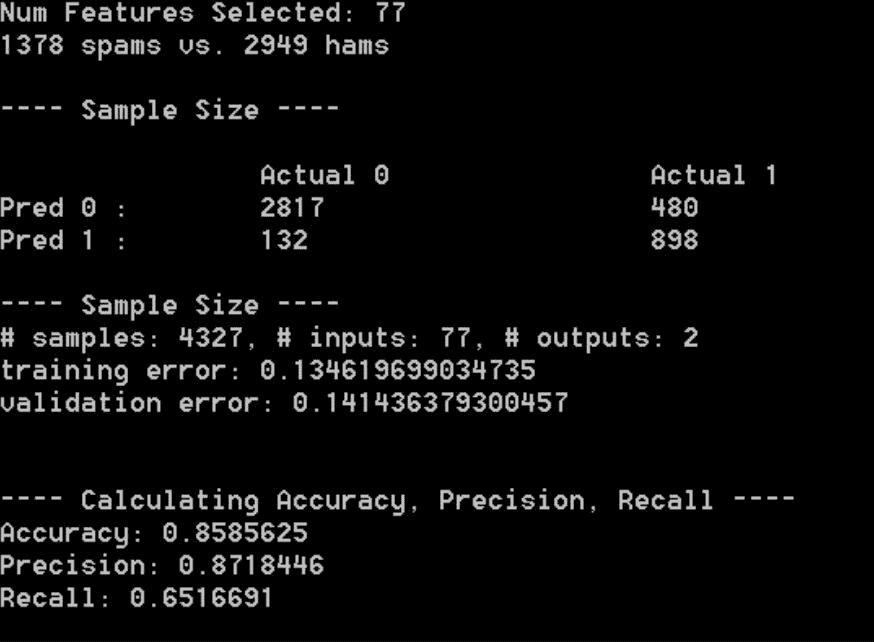 Num Features Selected: 77
1378 spams vs. 2949 hams
---- Sample Size ----
Actual 0 Actual 1
Pred 0 : 2817 480
Pred 1 : 132 898
---- Sample Size ----
# samples: 4327, # inputs: 77, # outputs: 2
training error: 0.134619699034735
validation error: 0.141436379300457
---- Calculating Accuracy, Precision, Recall ----
Accuracy: 0.8585625
Precision: 0.8718446
Recall: 0.6516691